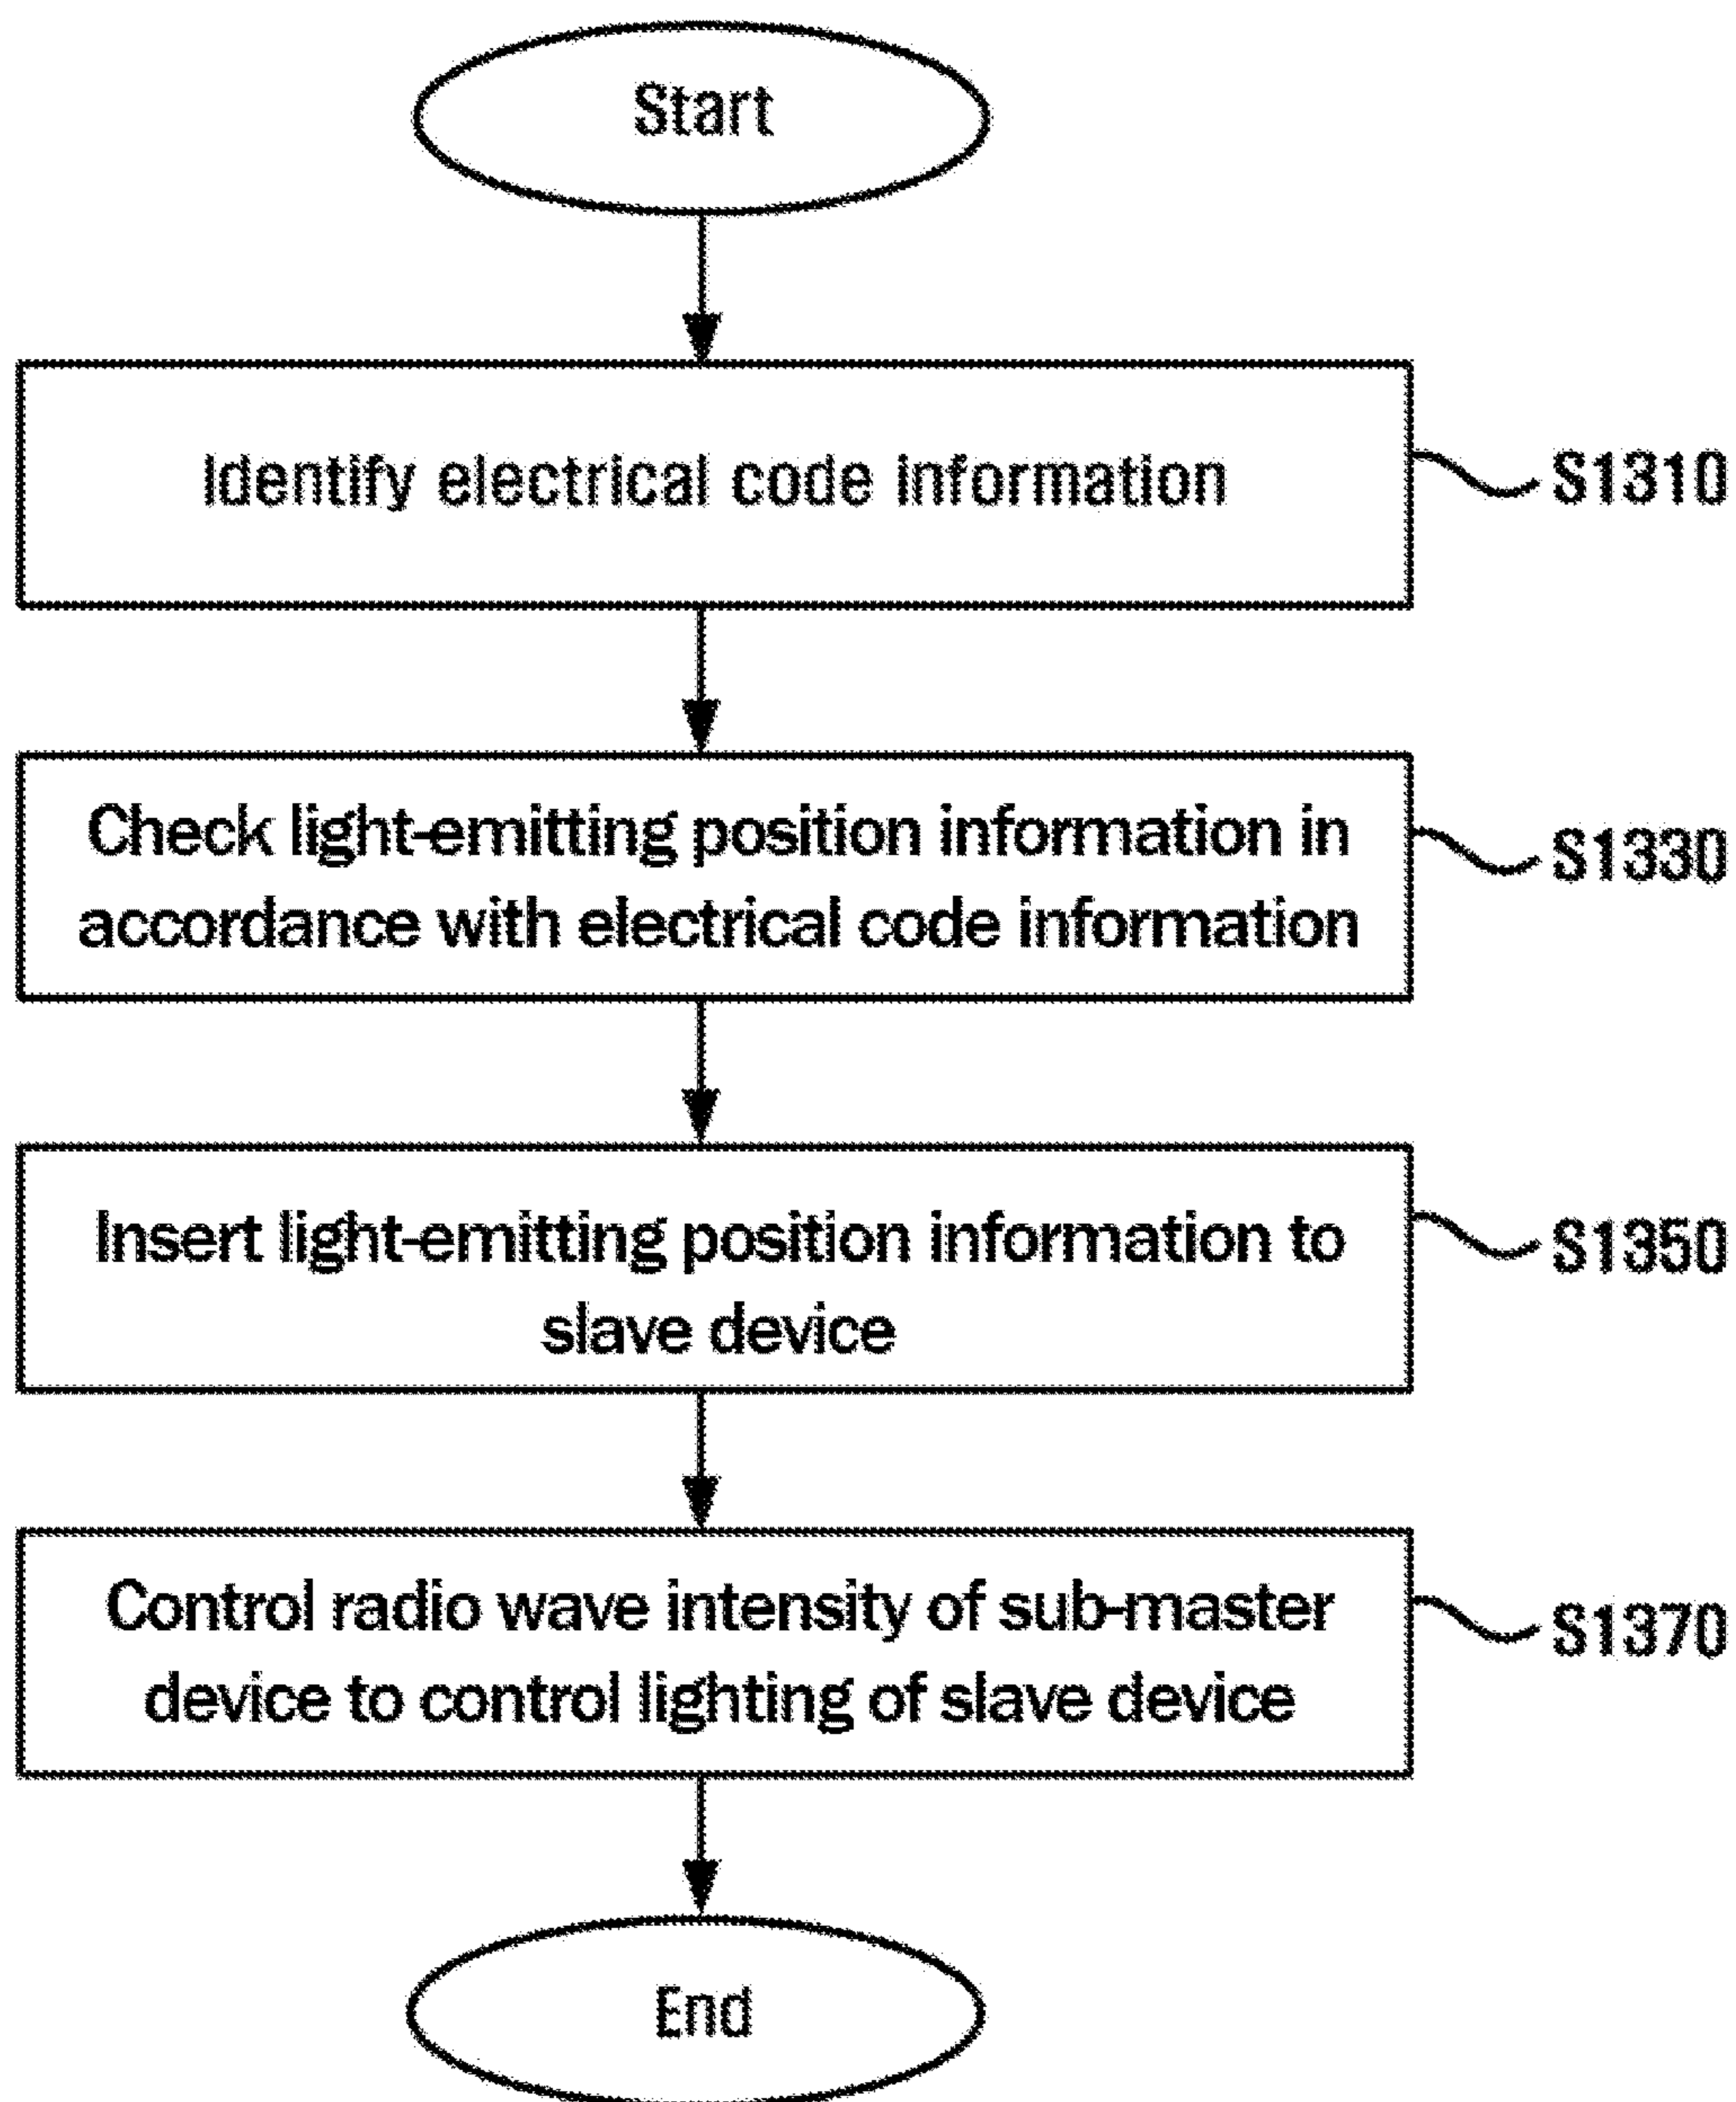 Start
Identify electrical code information
S1310
Check light-emitting position information in
accordance with electrical code information
S1330
Insert light-emitting position information to
slave device
S1350
Control radio wave intensity of sub-master
device to control lighting of slave device
S1370
End